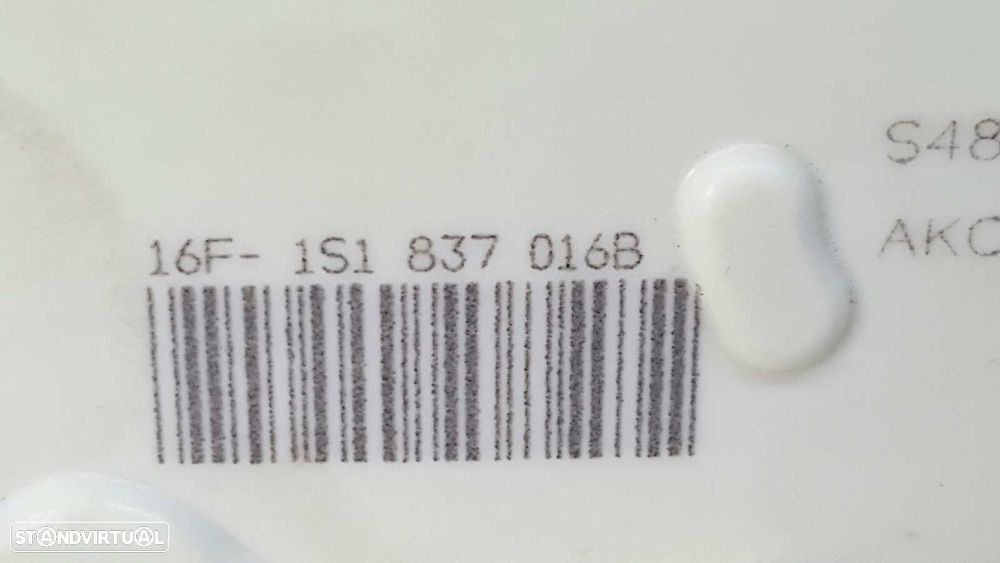 S48
AKC
16F- 1S1 837 016B
STANDVIRTUAL